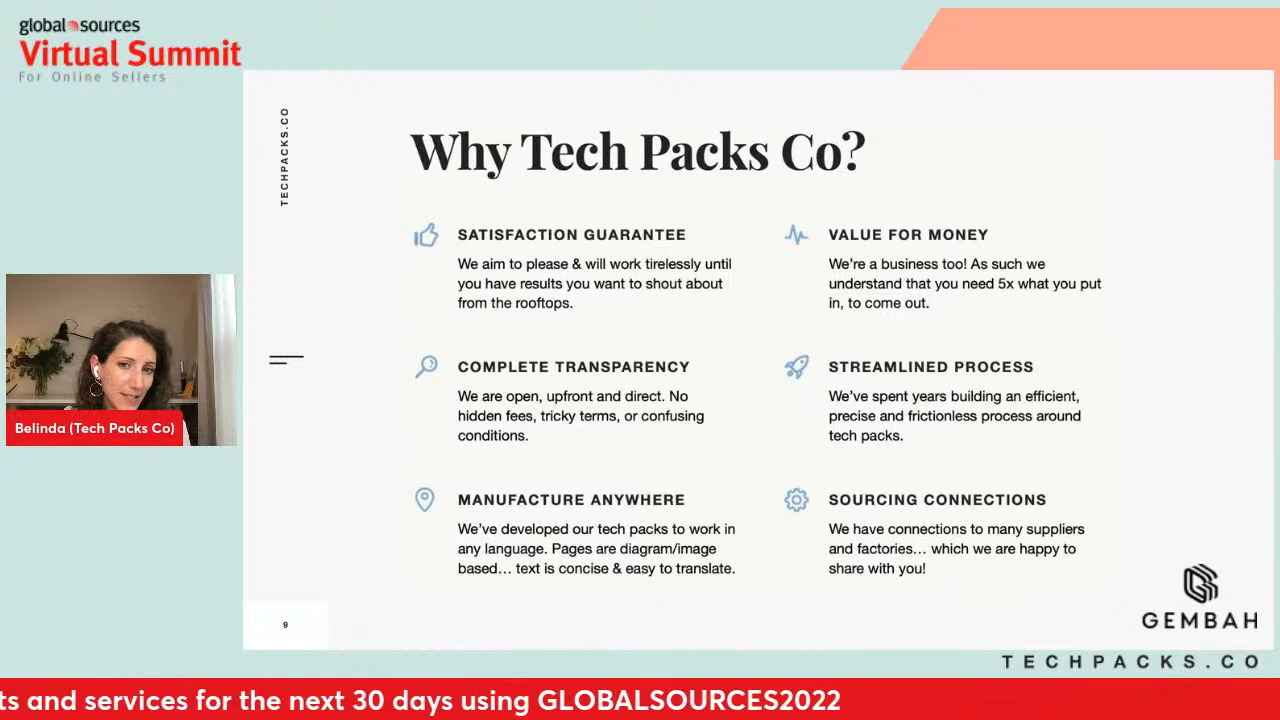 global sources
Virtual Summit
For Online Sellers
TECHPACKS.CO
Why Tech Packs Co?
SATISFACTION GUARANTEE
We aim to please & will work tirelessly until
you have results you want to shout about
from the rooftops.
VALUE FOR MONEY
We're a business too! As such we
understand that you need 5x what you put
in, to come out.
COMPLETE TRANSPARENCY
We are open, upfront and direct. No
hidden fees, tricky terms, or confusing
conditions.
STREAMLINED PROCESS
We've spent years building an efficient,
precise and frictionless process around
tech packs.
MANUFACTURE ANYWHERE
We've developed our tech packs to work in
any language. Pages are diagram/image
based... text is concise & easy to translate.
SOURCING CONNECTIONS
We have connections to many suppliers
and factories... which we are happy to
share with you!
Belinda (Tech Packs Co)
9
GEMBAH
TECHPACKS.CO
ts and services for the next 30 days using GLOBALSOURCES2022